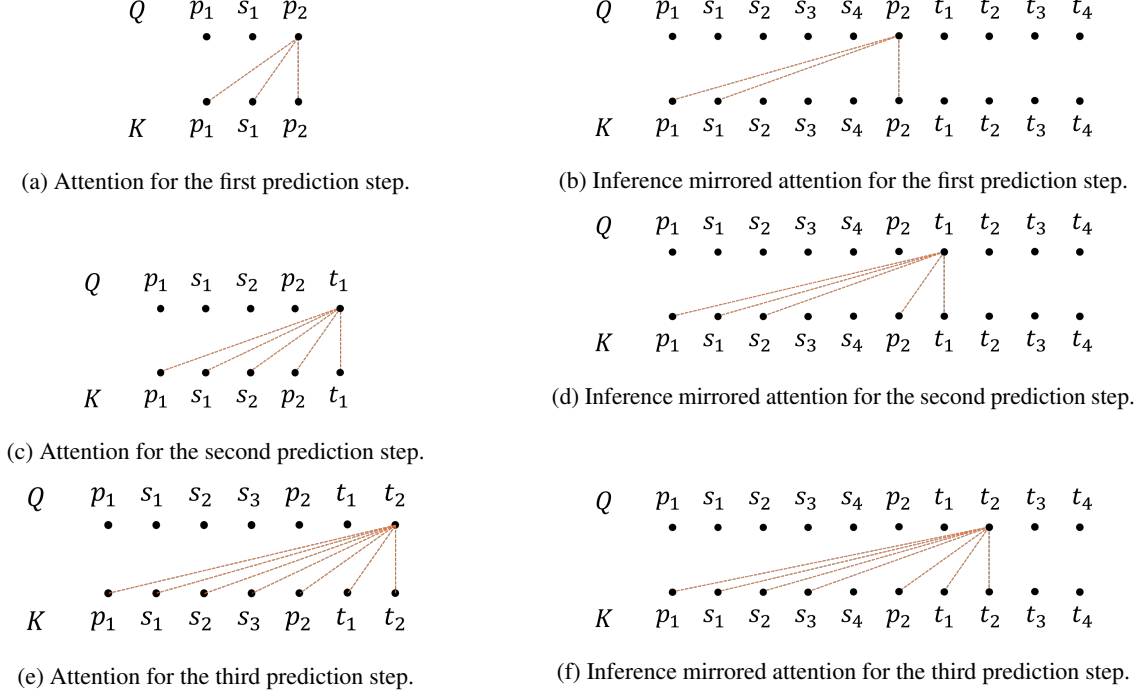 Q p₁ s₁ p₂
K p₁ s₁ p₂
(a) Attention for the first prediction step.
Q p₁ s₁ s₂ s₃ s₄ p₂ t₁ t₂ t₃ t₄
K p₁ s₁ s₂ s₃ s₄ p₂ t₁ t₂ t₃ t₄
(b) Inference mirrored attention for the first prediction step.
Q p₁ s₁ s₂ p₂ t₁
K p₁ s₁ s₂ p₂ t₁
(c) Attention for the second prediction step.
Q p₁ s₁ s₂ s₃ s₄ p₂ t₁ t₂ t₃ t₄
K p₁ s₁ s₂ s₃ s₄ p₂ t₁ t₂ t₃ t₄
(d) Inference mirrored attention for the second prediction step.
Q p₁ s₁ s₂ s₃ p₂ t₁ t₂
K p₁ s₁ s₂ s₃ p₂ t₁ t₂
(e) Attention for the third prediction step.
Q p₁ s₁ s₂ s₃ s₄ p₂ t₁ t₂ t₃ t₄
K p₁ s₁ s₂ s₃ s₄ p₂ t₁ t₂ t₃ t₄
(f) Inference mirrored attention for the third prediction step.